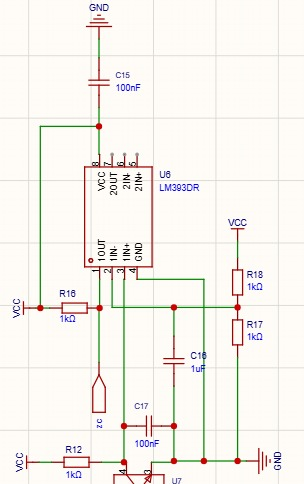 GND
C15
100nF
8 7 6 5
VCC 2OUT 2IN- 2IN+
U6
LM393DR
1OUT 1IN- 1IN+ GND
1 2 3 4
VCC
R18
1kΩ
R16
VCC
1kΩ
R17
1kΩ
C16
1uF
zc
C17
100nF
R12
VCC
1kΩ
GND
4 3
U7